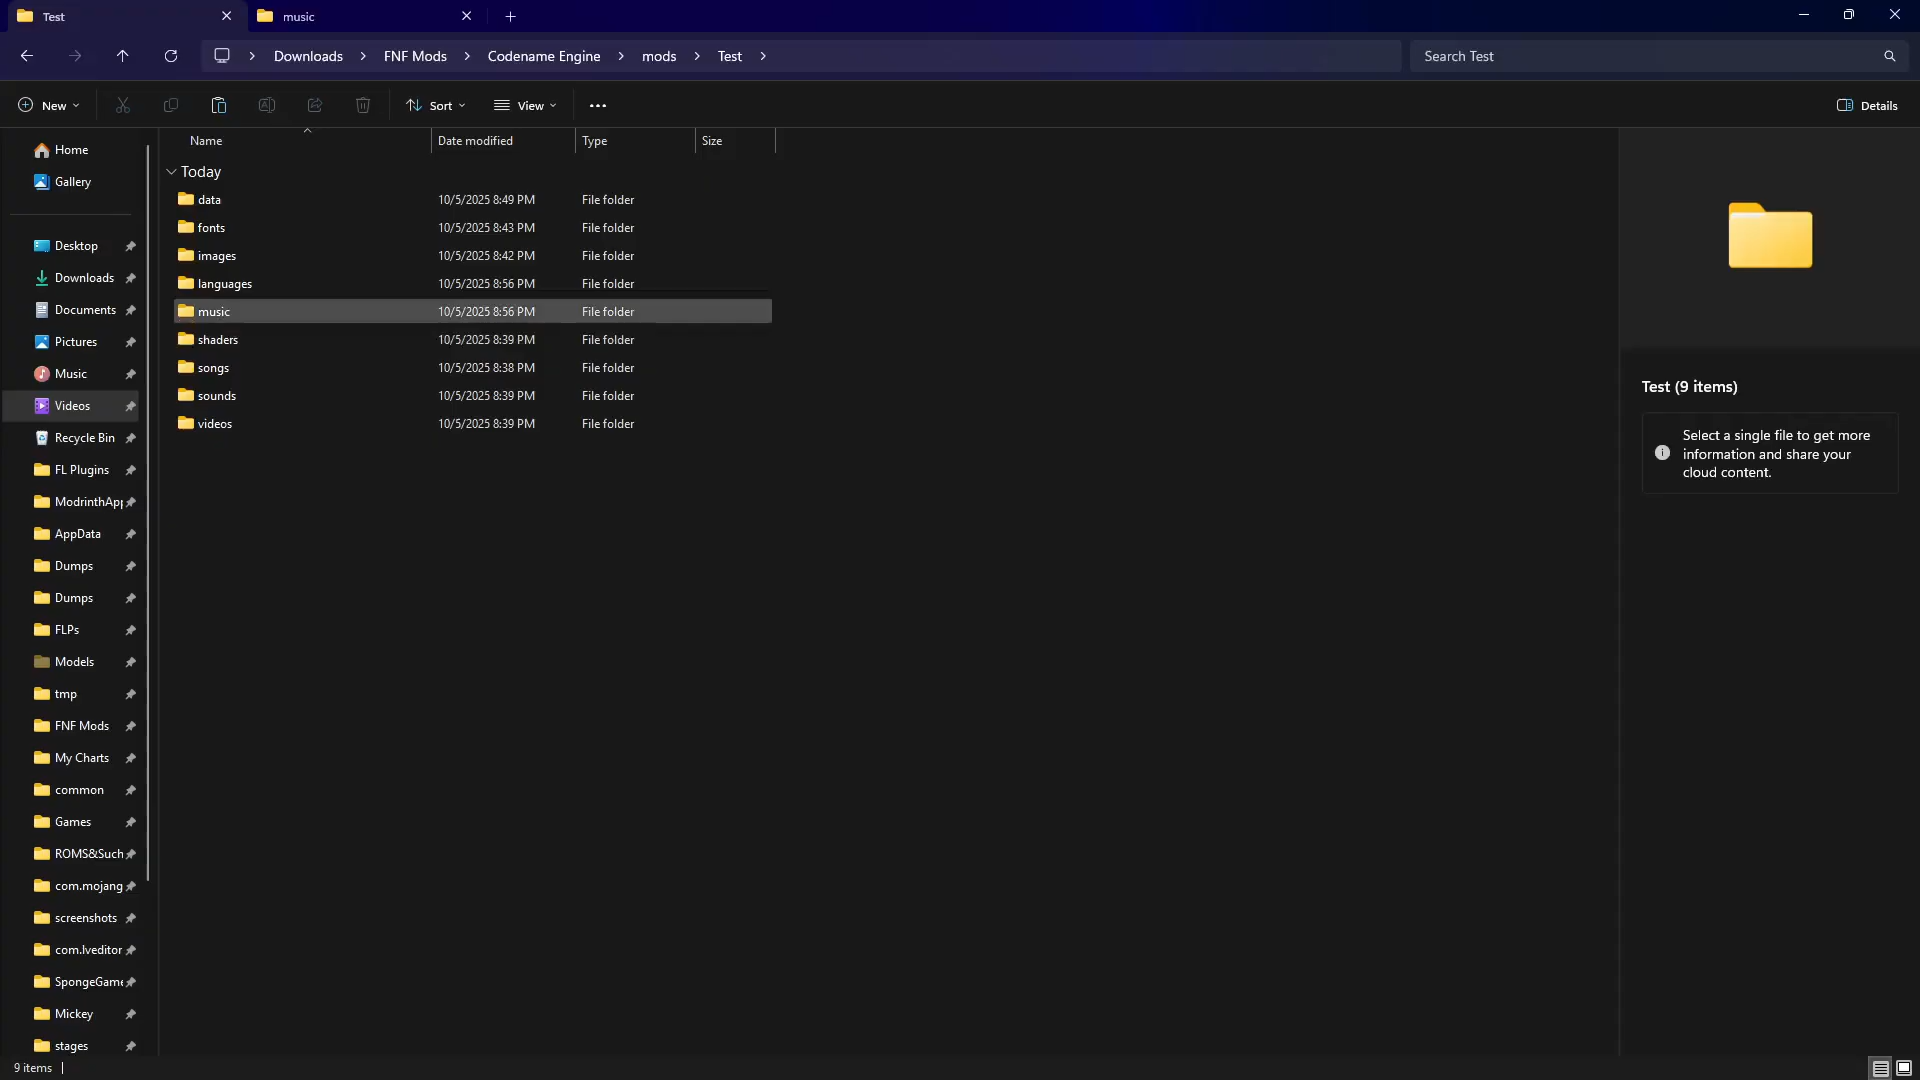 Test
music
Downloads
FNF Mods
Codename Engine
mods
Test
Search Test
New
Sort
View
Details
Name
Date modified
Type
Size
Home
Gallery
Desktop
Downloads
Documents
Pictures
Music
Videos
Recycle Bin
FL Plugins
ModrinthApp
AppData
Dumps
Dumps
FLPs
Models
tmp
FNF Mods
My Charts
common
Games
ROMS&Such
com.mojang
screenshots
com.lveditor
SpongeGame
Mickey
stages
Today
data 10/5/2025 8:49 PM File folder
fonts 10/5/2025 8:43 PM File folder
images 10/5/2025 8:42 PM File folder
languages 10/5/2025 8:56 PM File folder
music 10/5/2025 8:56 PM File folder
shaders 10/5/2025 8:39 PM File folder
songs 10/5/2025 8:38 PM File folder
sounds 10/5/2025 8:39 PM File folder
videos 10/5/2025 8:39 PM File folder
Test (9 items)
Select a single file to get more
information and share your
cloud content.
9 items